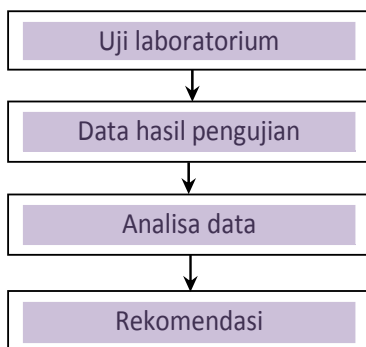 Uji laboratorium
Data hasil pengujian
Analisa data
Rekomendasi